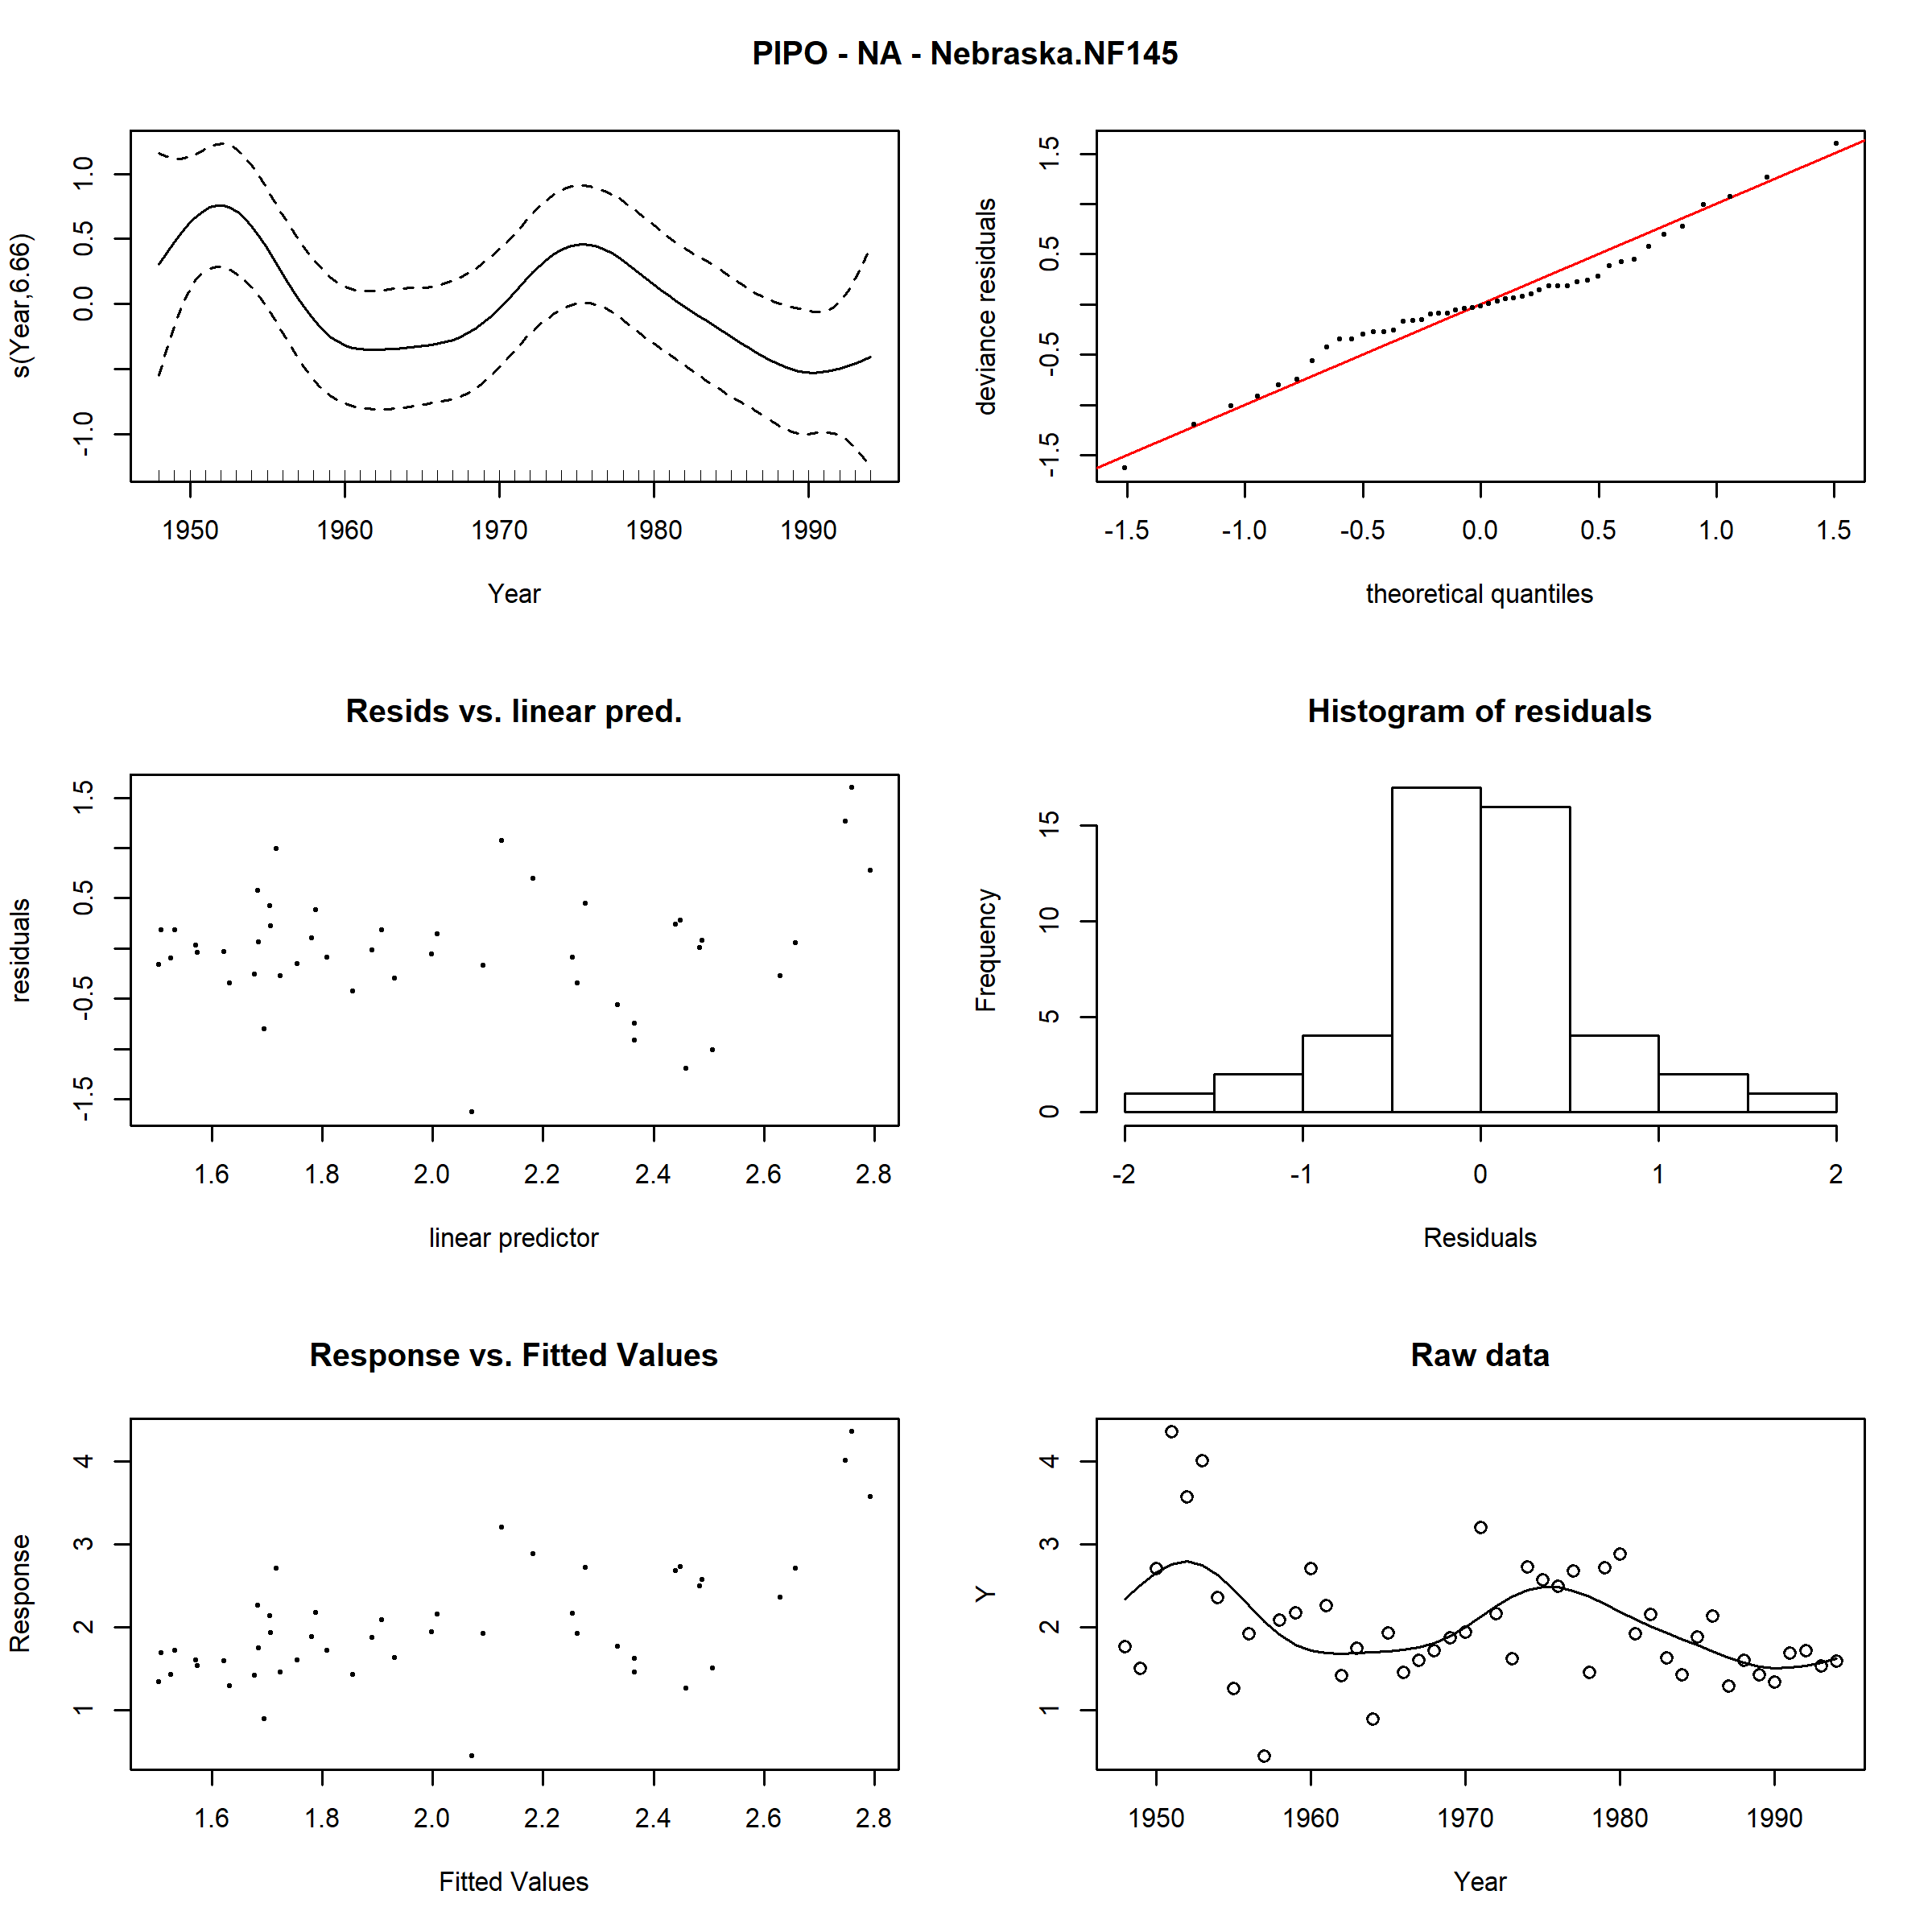 PIPO - NA - Nebraska.NF145
s(Year,6.66)
-1.0 0.0 0.5 1.0
1950 1960 1970 1980 1990
Year
deviance residuals
-1.5 -0.5 0.5 1.5
-1.5 -1.0 -0.5 0.0 0.5 1.0 1.5
theoretical quantiles
Resids vs. linear pred.
residuals
-1.5 -0.5 0.5 1.5
1.6 1.8 2.0 2.2 2.4 2.6 2.8
linear predictor
Histogram of residuals
Frequency
0 5 10 15
-2 -1 0 1 2
Residuals
Response vs. Fitted Values
Response
1 2 3 4
1.6 1.8 2.0 2.2 2.4 2.6 2.8
Fitted Values
Raw data
Y
1 2 3 4
1950 1960 1970 1980 1990
Year